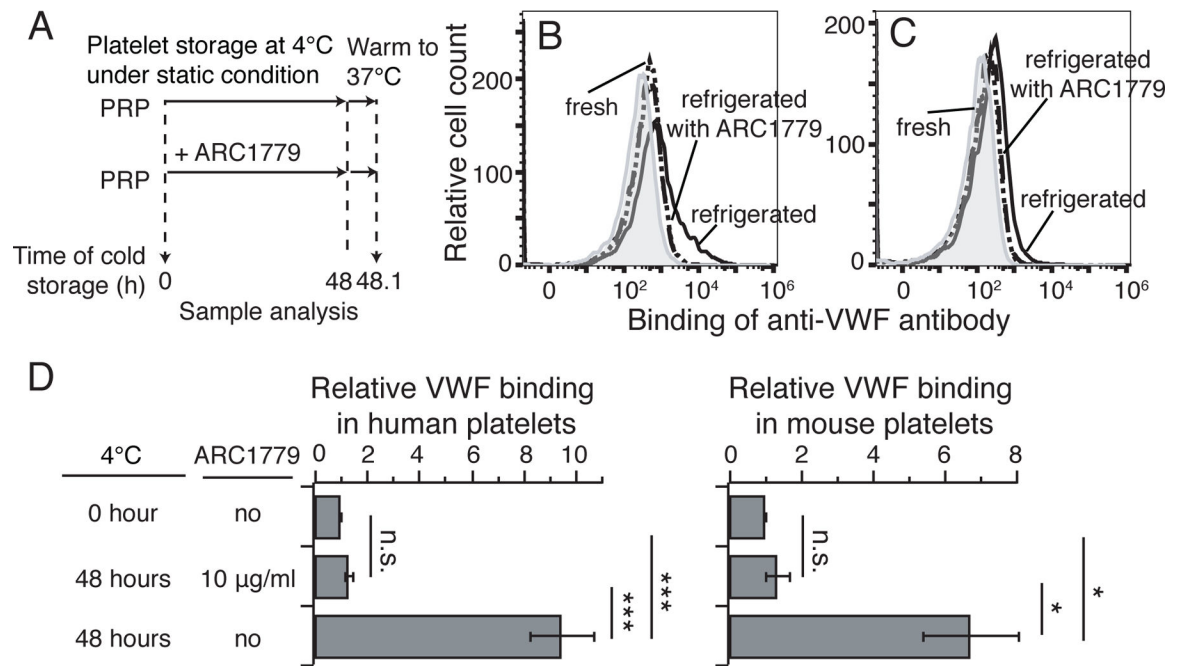 A
Platelet storage at 4°C
under static condition
Warm to
37°C
PRP
+ ARC1779
PRP
Time of cold
storage (h)
0
48 48.1
Sample analysis
Relative cell count
B
200
100
0
fresh
refrigerated
with ARC1779
refrigerated
0 10² 10⁴ 10⁶
C
200
100
0
fresh
refrigerated
with ARC1779
refrigerated
0 10² 10⁴ 10⁶
Binding of anti-VWF antibody
D
4°C ARC1779
0 hour no
48 hours 10 µg/ml
48 hours no
Relative VWF binding
in human platelets
0 2 4 6 8 10
n.s.
***
***
Relative VWF binding
in mouse platelets
0 2 4 6 8
n.s.
*
*